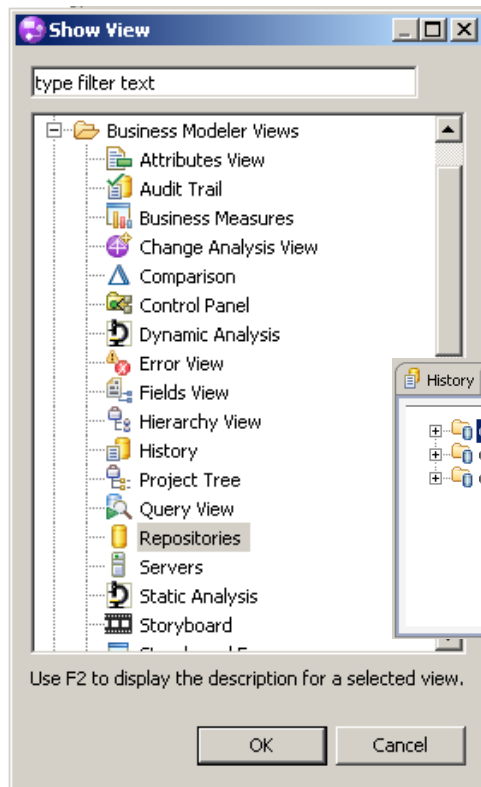 Show View
type filter text
Business Modeler Views
Attributes View
Audit Trail
Business Measures
Change Analysis View
Comparison
Control Panel
Dynamic Analysis
Error View
Fields View
Hierarchy View
History
Project Tree
Query View
Repositories
Servers
Static Analysis
Storyboard
History
Use F2 to display the description for a selected view.
OK
Cancel